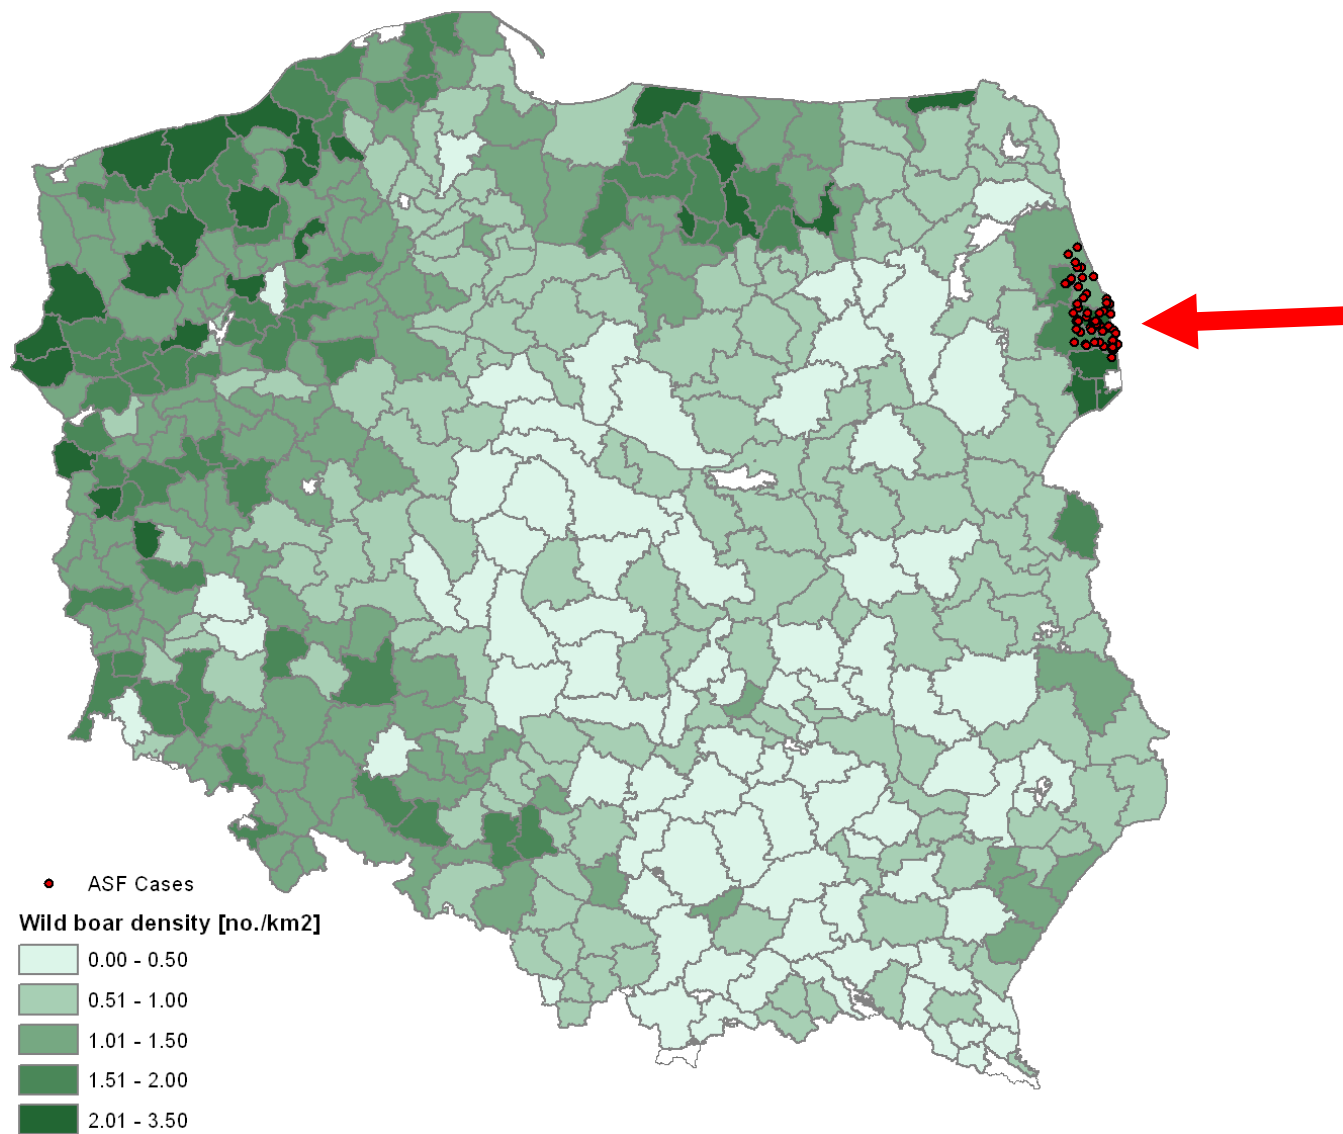 ASF Cases
Wild boar density [no./km2]
0.00 - 0.50
0.51 - 1.00
1.01 - 1.50
1.51 - 2.00
2.01 - 3.50